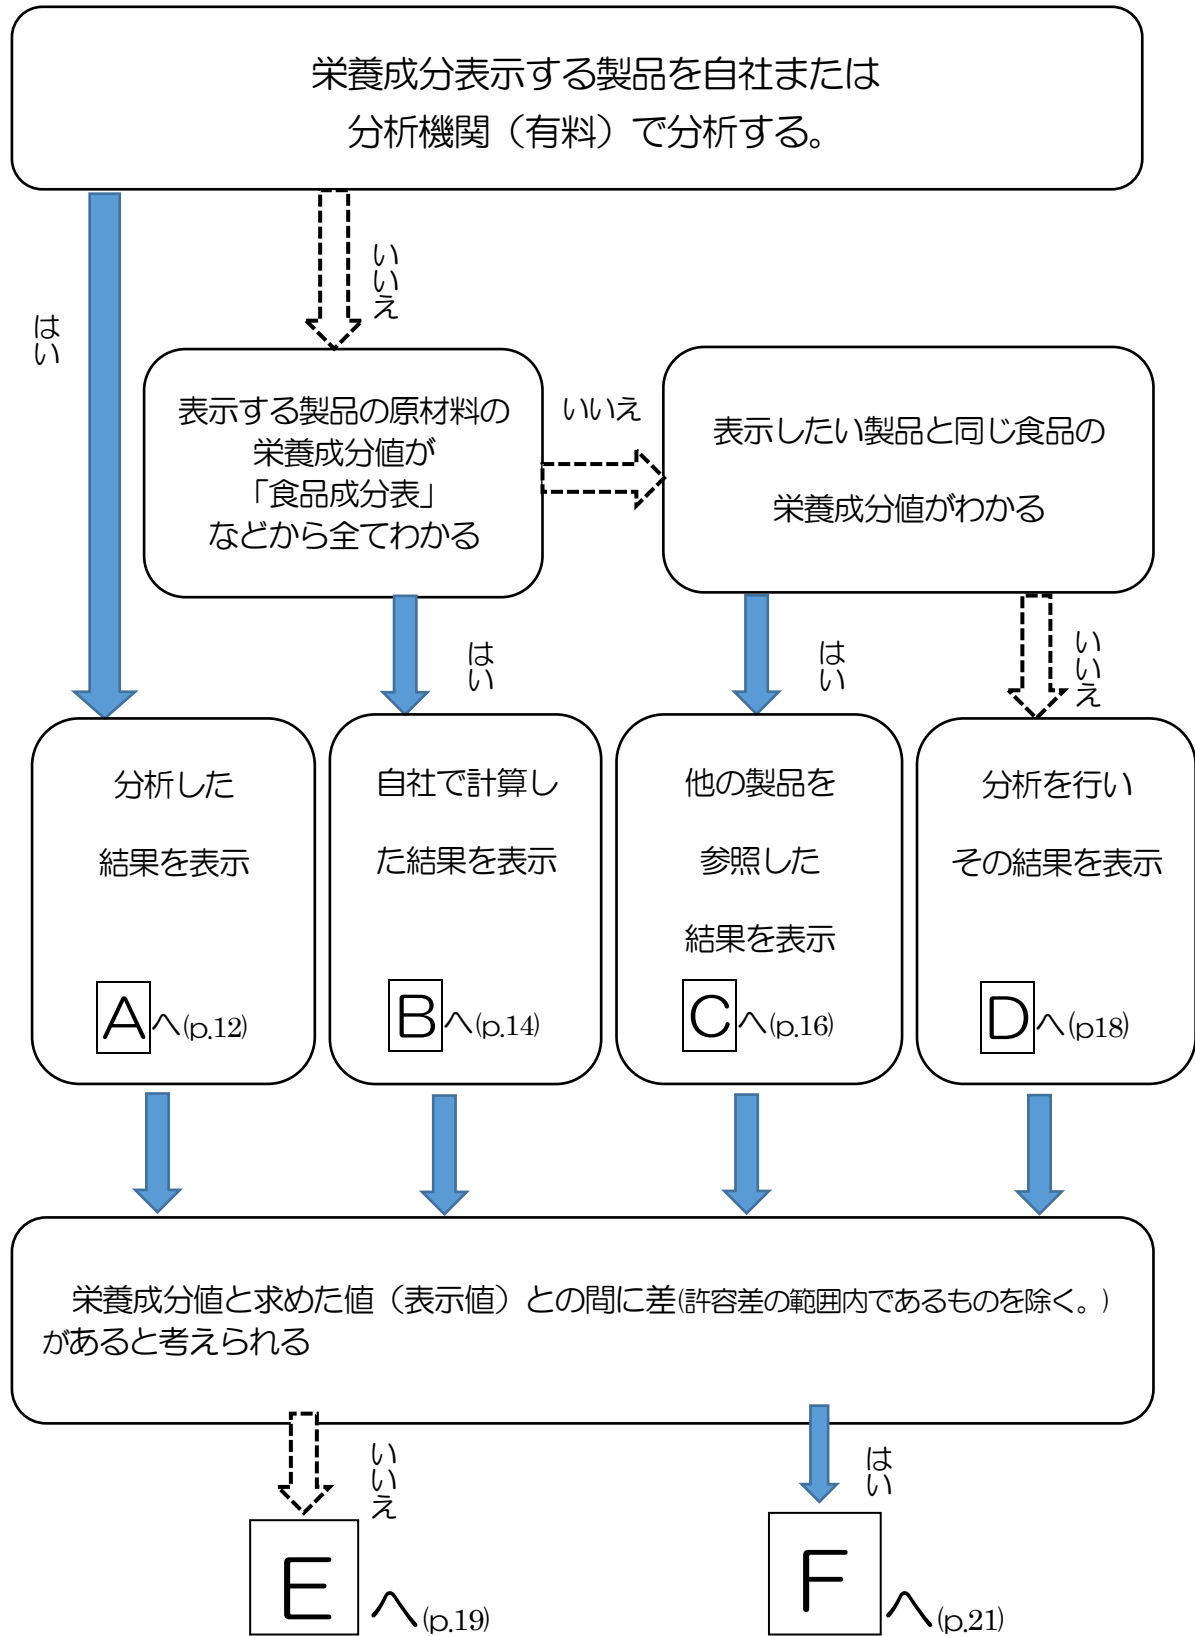 栄養成分表示する製品を自社または
分析機関（有料）で分析する。
はい
いいえ
表示する製品の原材料の
栄養成分値が
「食品成分表」
などから全てわかる
いいえ
表示したい製品と同じ食品の
栄養成分値がわかる
はい
はい
いいえ
分析した
結果を表示
Aへ(p.12)
自社で計算し
た結果を表示
Bへ(p.14)
他の製品を
参照した
結果を表示
Cへ(p.16)
分析を行い
その結果を表示
Dへ(p18)
栄養成分値と求めた値（表示値）との間に差(許容差の範囲内であるものを除く。)
があると考えられる
いいえ
はい
Eへ(p.19)
Fへ(p.21)